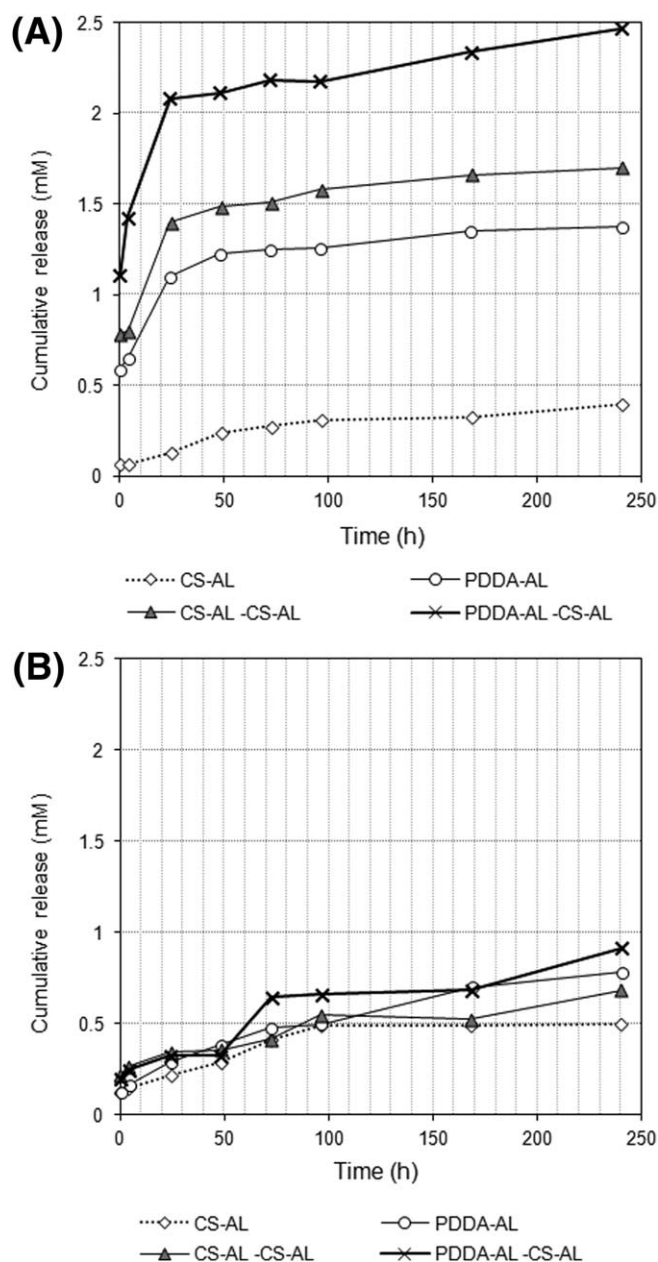 (A)
2.5
2
1.5
1
0.5
0
Cumulative release (mM)
0 50 100 150 200 250
Time (h)
CS-AL PDDA-AL
CS-AL -CS-AL PDDA-AL -CS-AL
(B)
2.5
2
1.5
1
0.5
0
Cumulative release (mM)
0 50 100 150 200 250
Time (h)
CS-AL PDDA-AL
CS-AL -CS-AL PDDA-AL -CS-AL